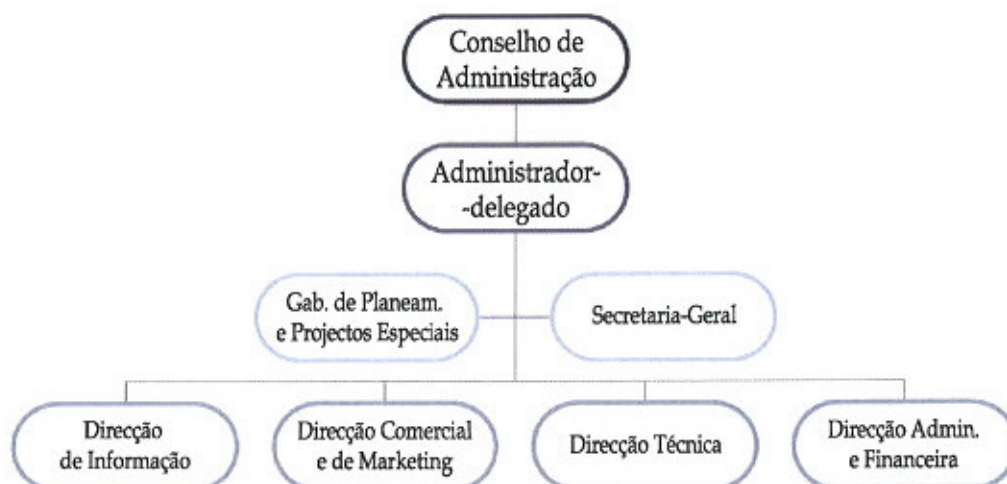 Conselho de
Administração
Administrador-
-delegado
Gab. de Planeam.
e Projectos Especiais
Secretaria-Geral
Direcção
de Informação
Direcção Comercial
e de Marketing
Direcção Técnica
Direcção Admin.
e Financeira